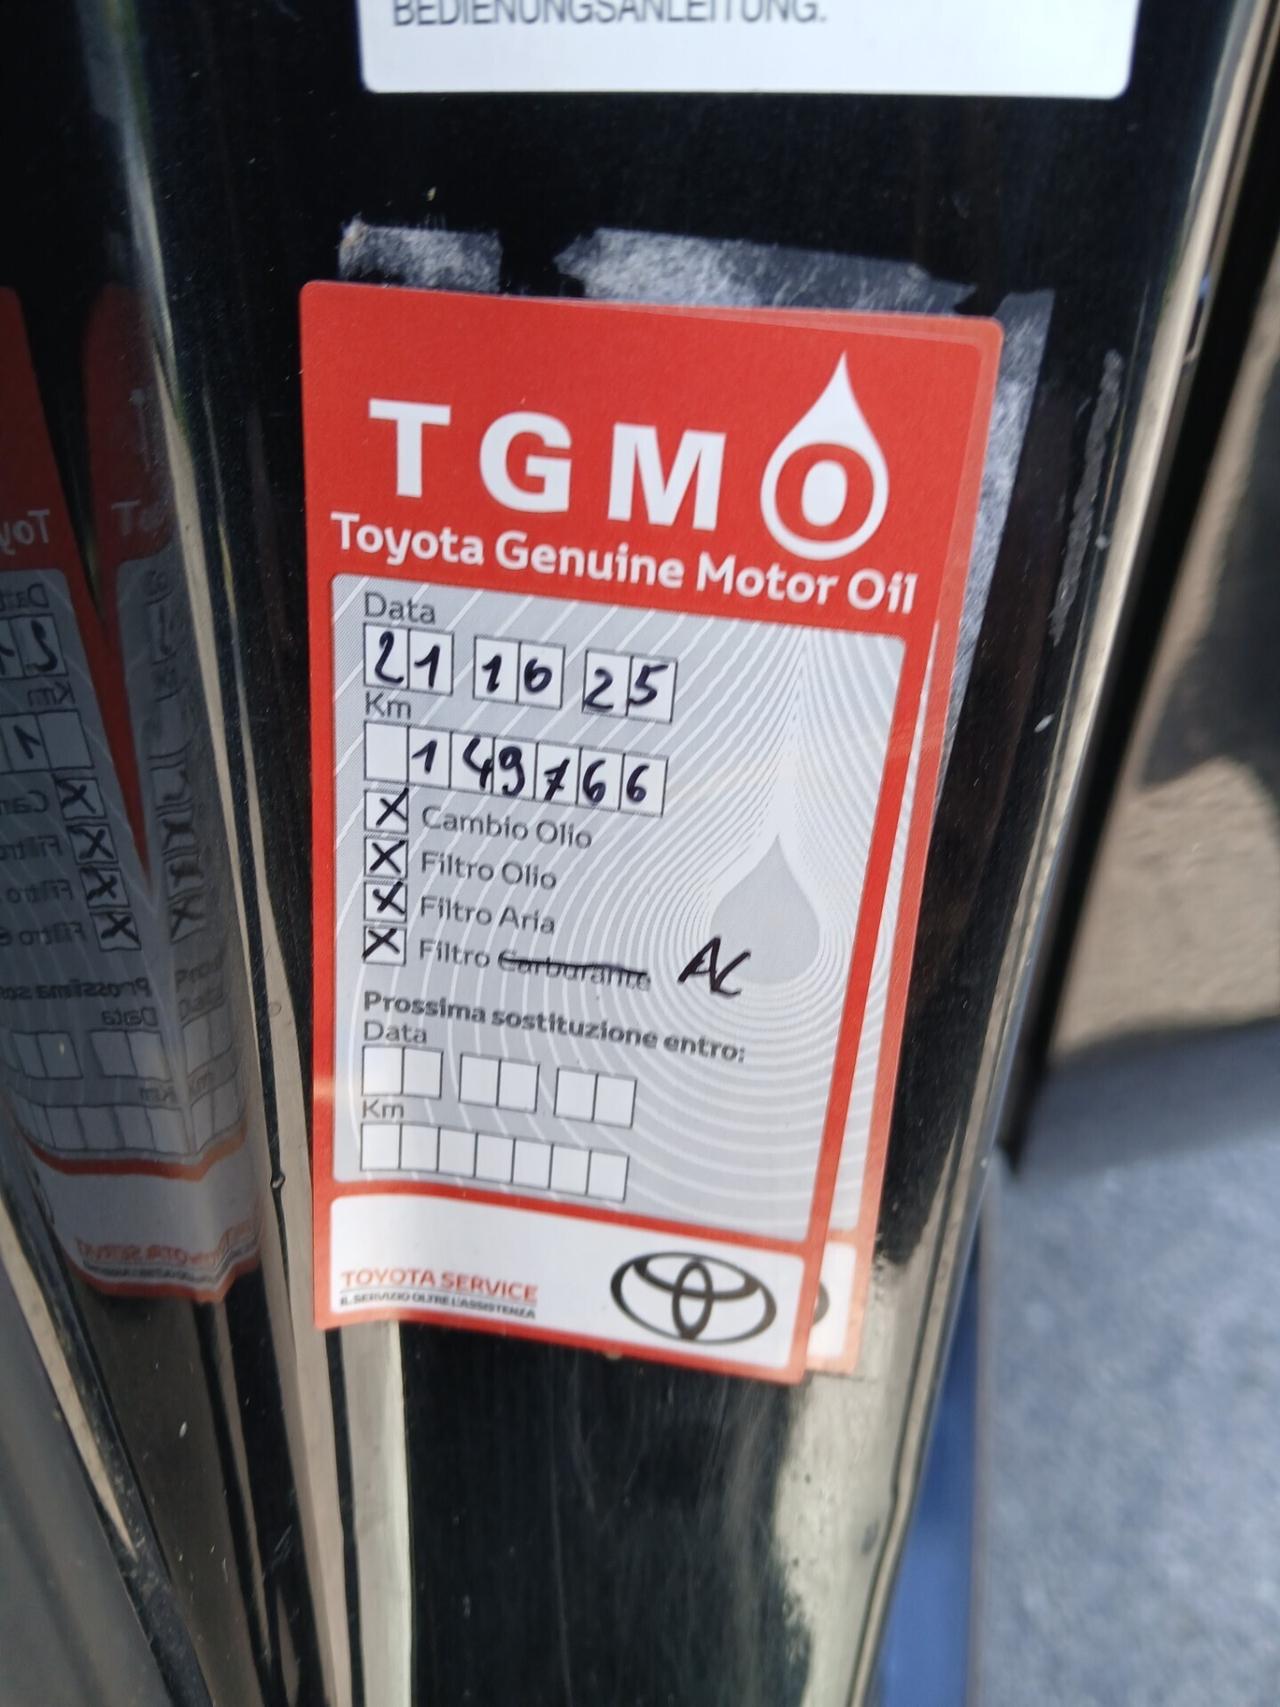 BEDIENUNGSANLEITUNG.
TGMO
Toyota Genuine Motor Oil
Data
21 10 25
Km
149766
X Cambio Olio
X Filtro Olio
X Filtro Aria
X Filtro Carburante AC
Prossima sostituzione entro:
Data
Km
TOYOTA SERVICE
IL SERVIZIO OLTRE L'ASSISTENZA